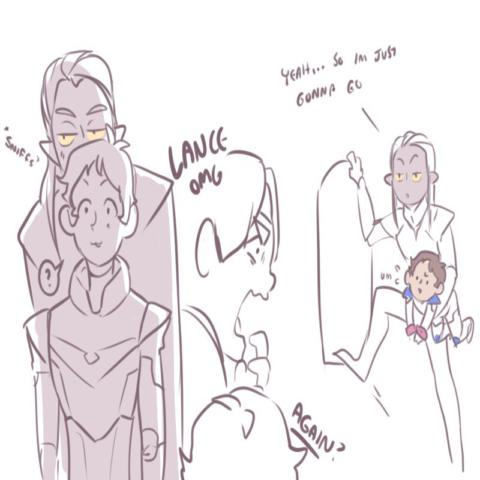 *SNIFFS*
?
LANCE
OMG
AGAIN?
YEAH,.. SO IM JUST
GONNA GO
um